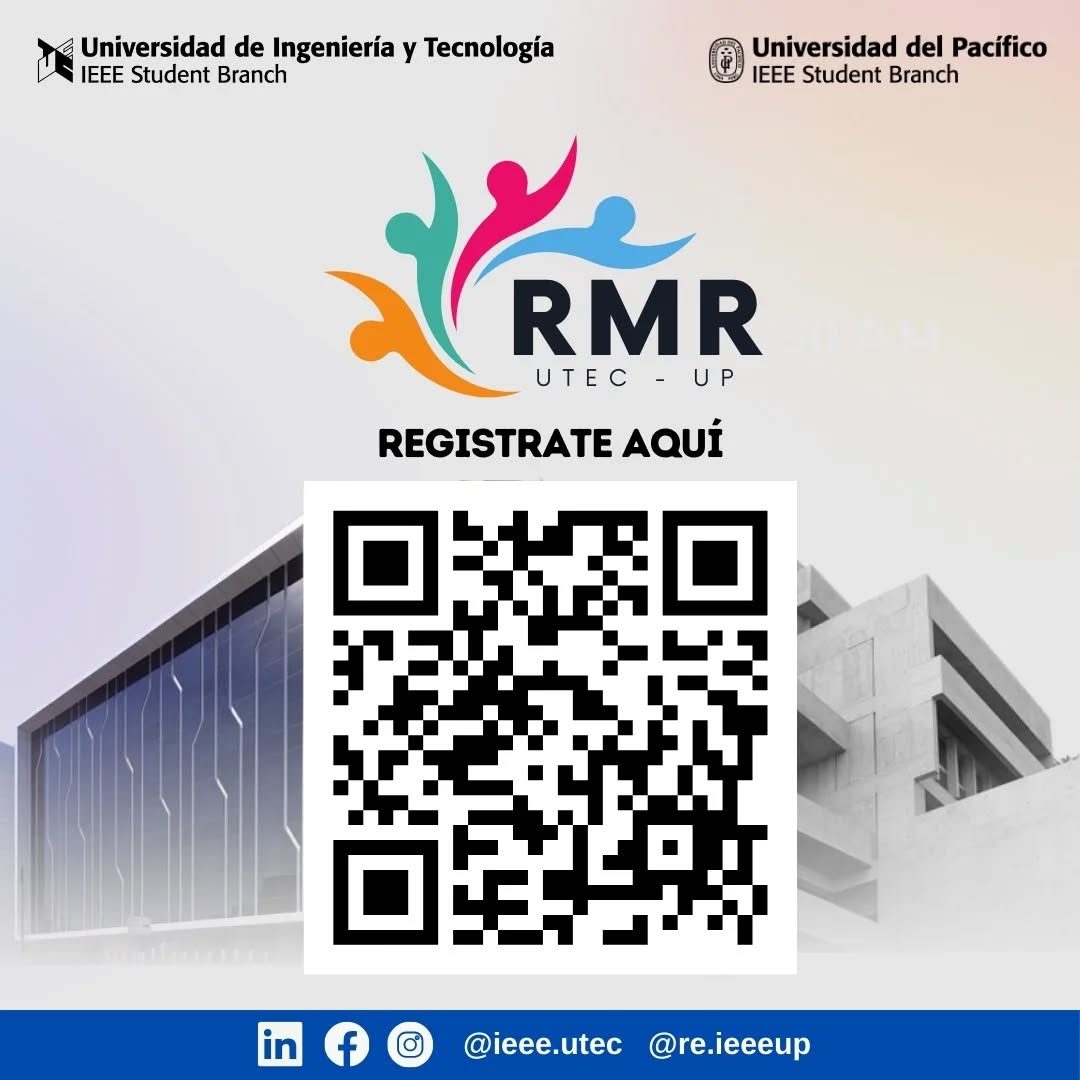 Universidad de Ingeniería y Tecnología
IEEE Student Branch
Universidad del Pacífico
IEEE Student Branch
RMR
UTEC - UP
REGISTRATE AQUÍ
@ieee.utec @re.ieeeup